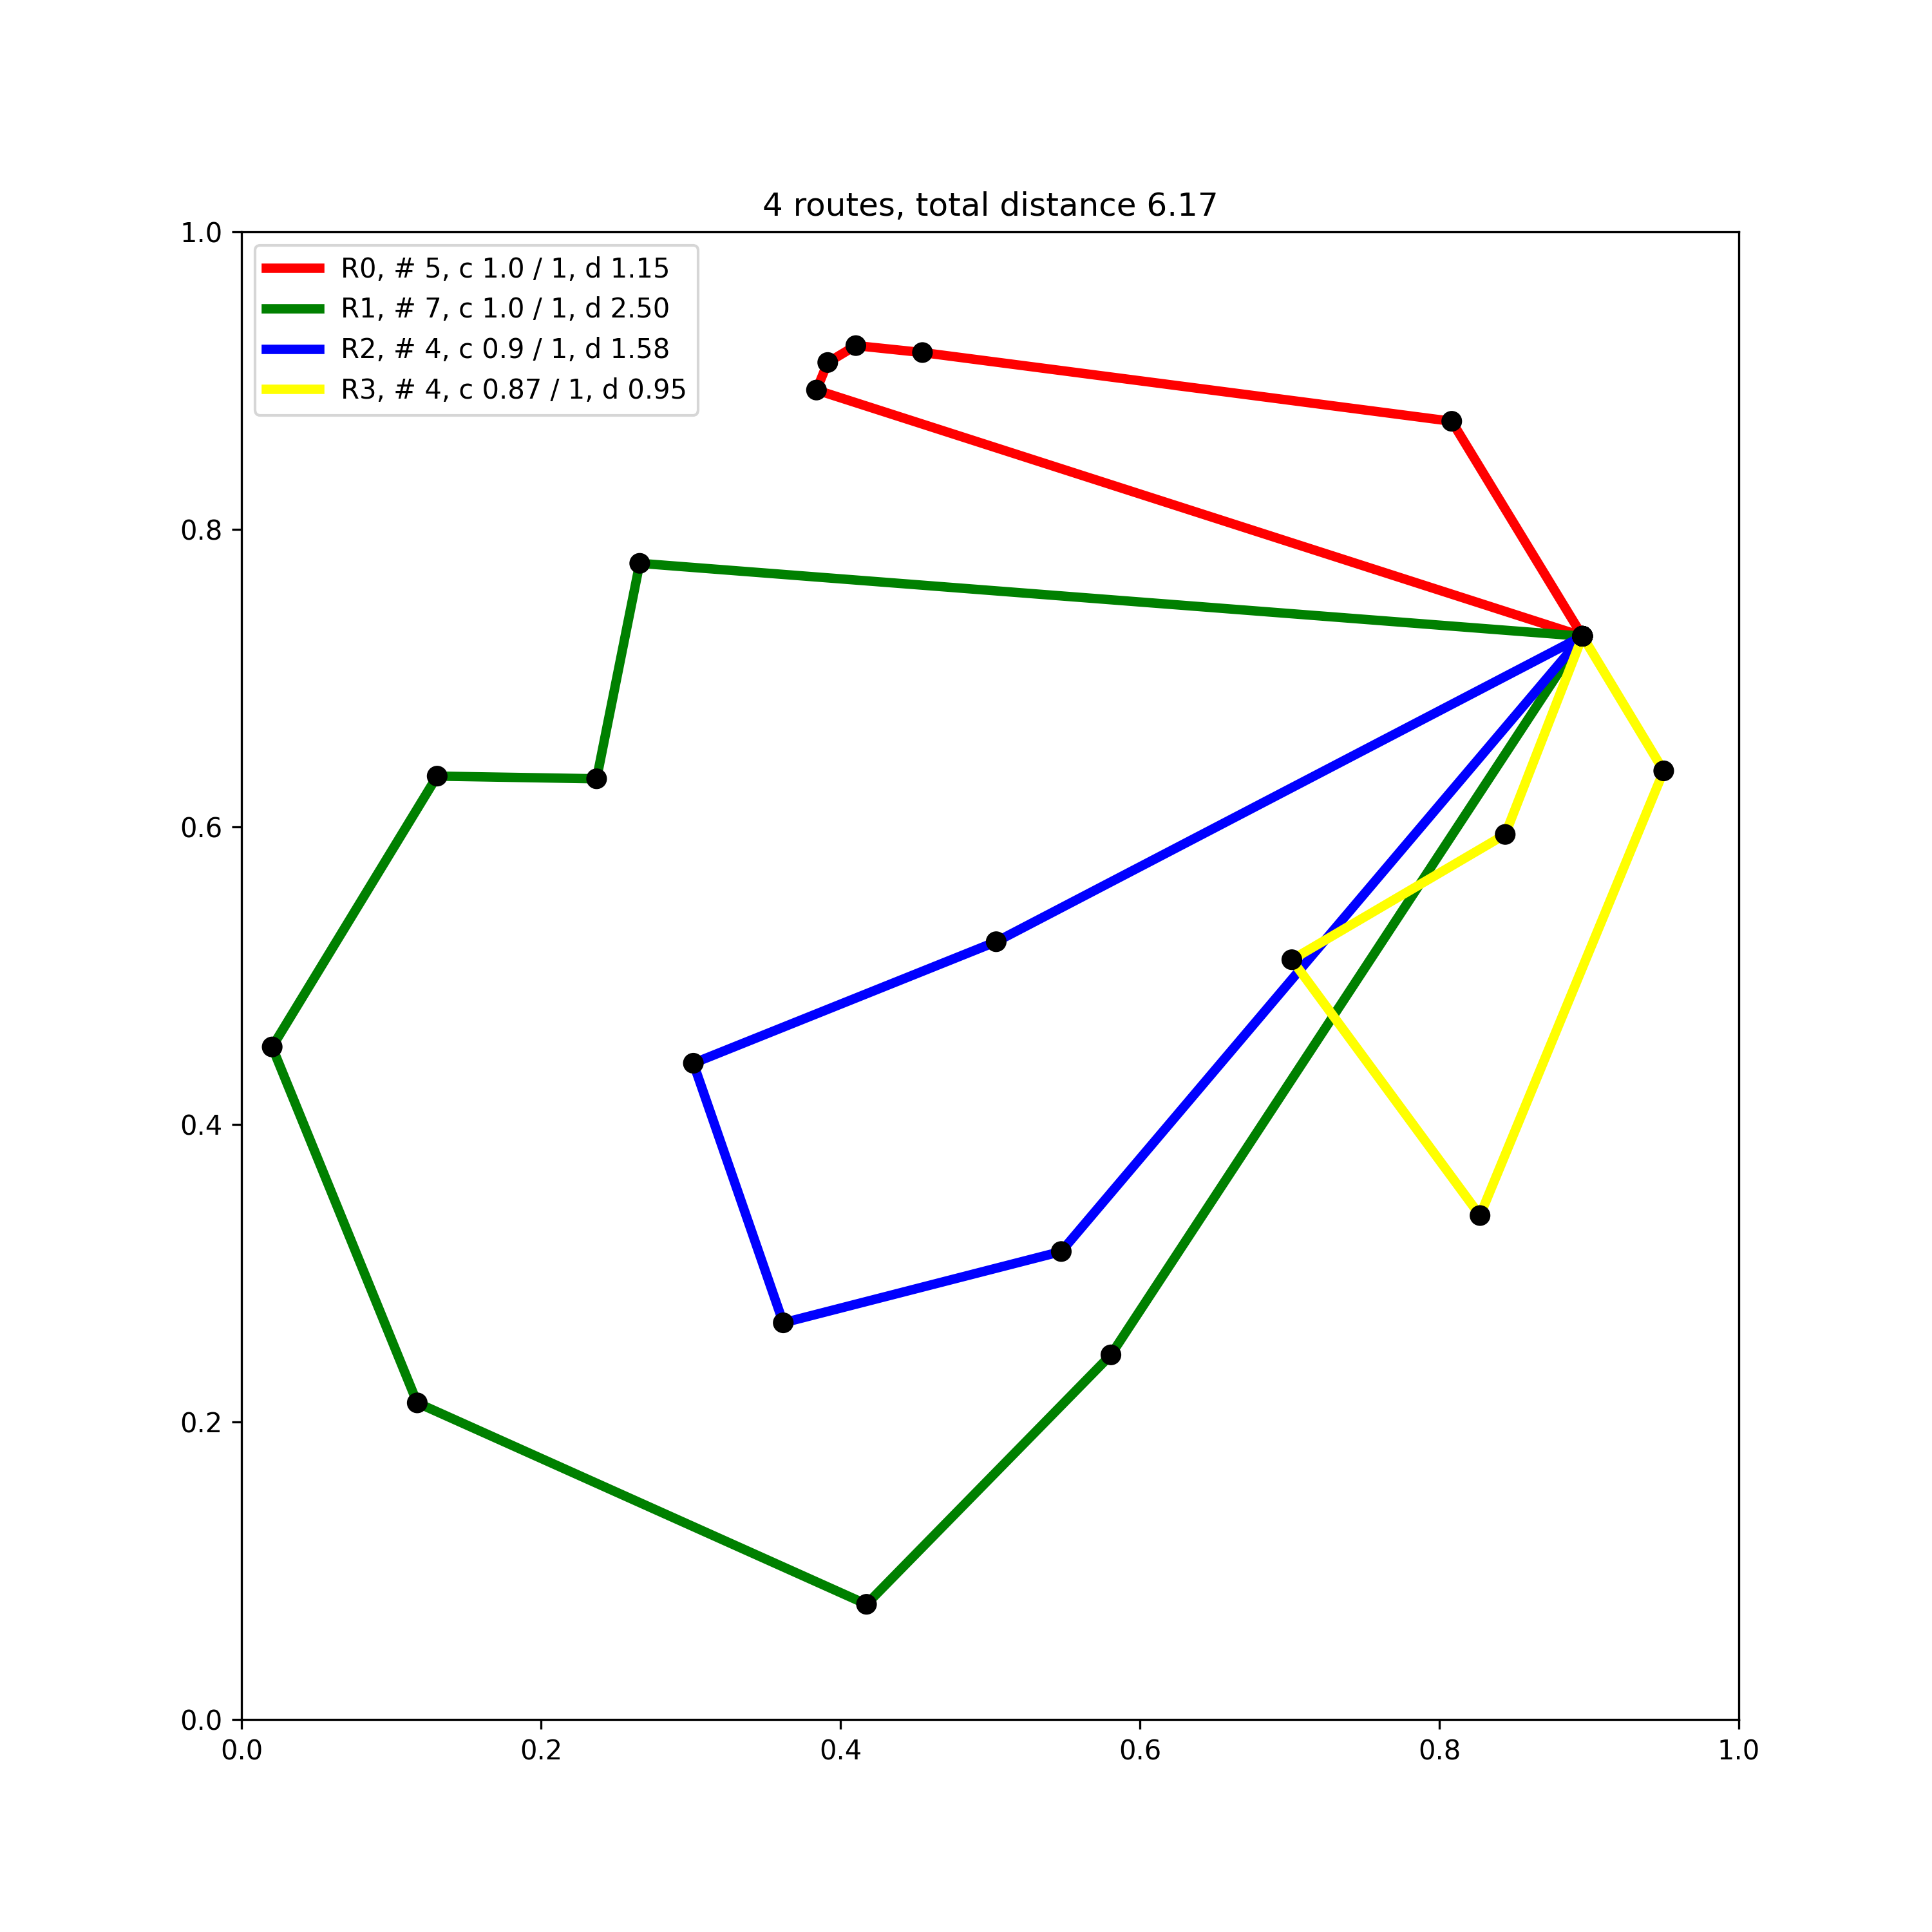 4 routes, total distance 6.17
1.0
R0, # 5, c 1.0 / 1, d 1.15
R1, # 7, c 1.0 / 1, d 2.50
R2, # 4, c 0.9 / 1, d 1.58
R3, # 4, c 0.87 / 1, d 0.95
0.8
0.6
0.4
0.2
0.0
0.0 0.2 0.4 0.6 0.8 1.0